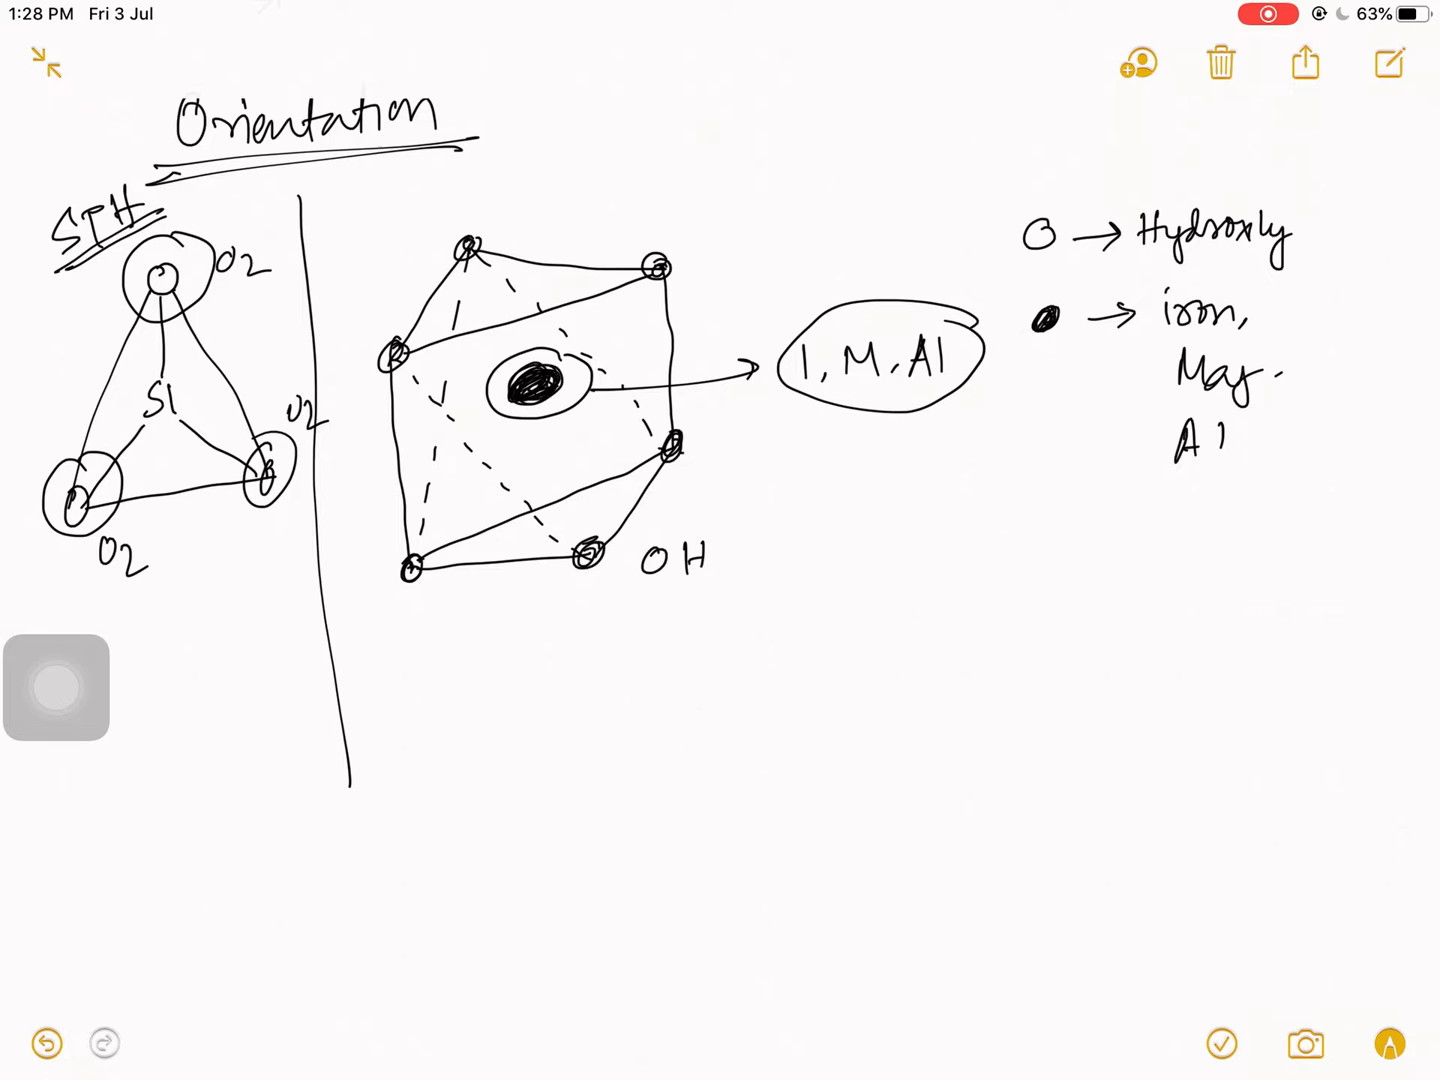 1:28 PM Fri 3 Jul
63%
Orientation
STH
O2
SI
O2
O2
OH
I, M, Al
O → Hydroxly
→ iron,
Mag.
Al